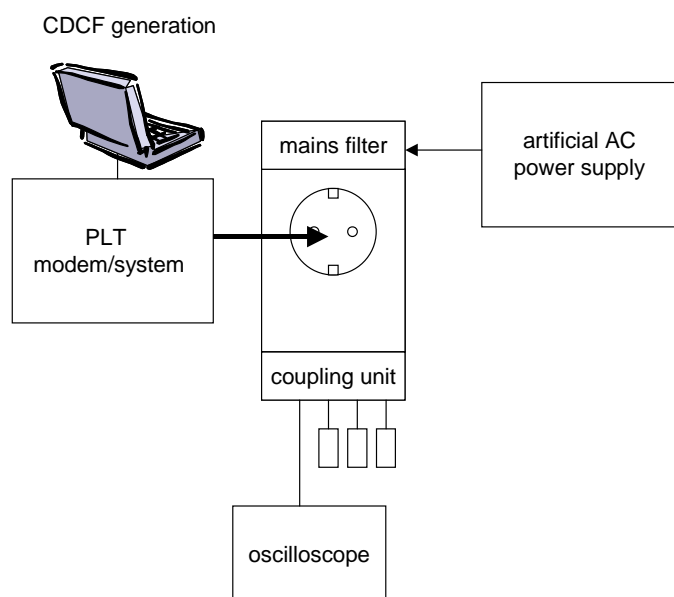 CDCF generation
mains filter
artificial AC
power supply
PLT
modem/system
coupling unit
oscilloscope